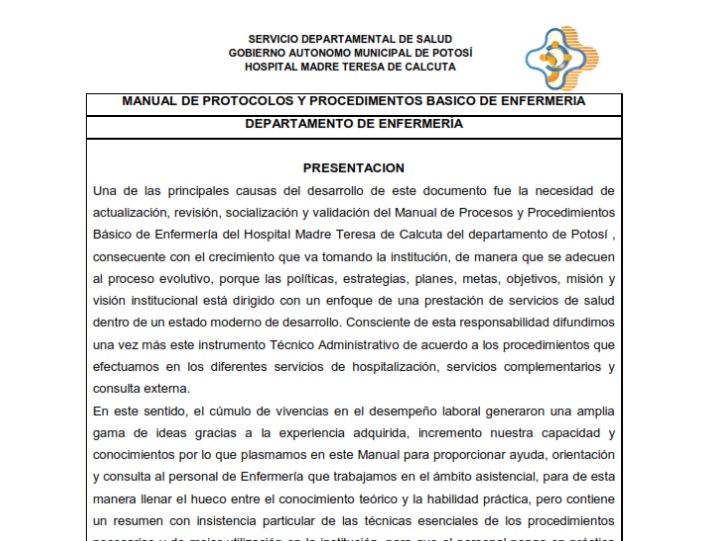 SERVICIO DEPARTAMENTAL DE SALUD
GOBIERNO AUTONOMO MUNICIPAL DE POTOSÍ
HOSPITAL MADRE TERESA DE CALCUTA
MANUAL DE PROTOCOLOS Y PROCEDIMENTOS BASICO DE ENFERMERIA
DEPARTAMENTO DE ENFERMERÍA
PRESENTACION
Una de las principales causas del desarrollo de este documento fue la necesidad de
actualización, revisión, socialización y validación del Manual de Procesos y Procedimientos
Básico de Enfermería del Hospital Madre Teresa de Calcuta del departamento de Potosí ,
consecuente con el crecimiento que va tomando la institución, de manera que se adecuen
al proceso evolutivo, porque las políticas, estrategias, planes, metas, objetivos, misión y
visión institucional está dirigido con un enfoque de una prestación de servicios de salud
dentro de un estado moderno de desarrollo. Consciente de esta responsabilidad difundimos
una vez más este instrumento Técnico Administrativo de acuerdo a los procedimientos que
efectuamos en los diferentes servicios de hospitalización, servicios complementarios y
consulta externa.
En este sentido, el cúmulo de vivencias en el desempeño laboral generaron una amplia
gama de ideas gracias a la experiencia adquirida, incremento nuestra capacidad y
conocimientos por lo que plasmamos en este Manual para proporcionar ayuda, orientación
y consulta al personal de Enfermería que trabajamos en el ámbito asistencial, para de esta
manera llenar el hueco entre el conocimiento teórico y la habilidad práctica, pero contiene
un resumen con insistencia particular de las técnicas esenciales de los procedimientos